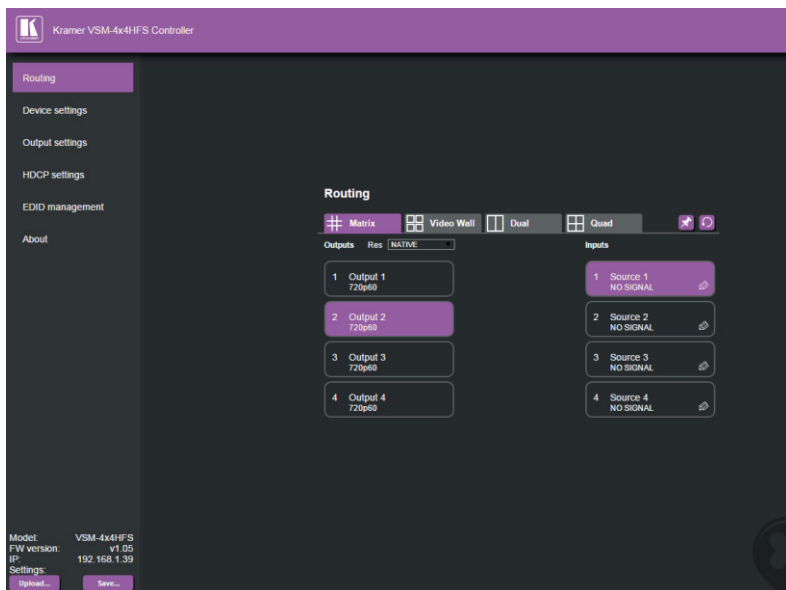 Kramer VSM-4x4HFS Controller
Routing
Device settings
Output settings
HDCP settings
EDID management
About
Routing
Matrix Video Wall Dual Quad
Outputs Res NATIVE Inputs
1 Output 1
720p60
1 Source 1
NO SIGNAL
2 Output 2
720p60
2 Source 2
NO SIGNAL
3 Output 3
720p60
3 Source 3
NO SIGNAL
4 Output 4
720p60
4 Source 4
NO SIGNAL
Model: VSM-4x4HFS
FW version: v1.05
IP: 192.168.1.39
Settings:
Upload... Save...